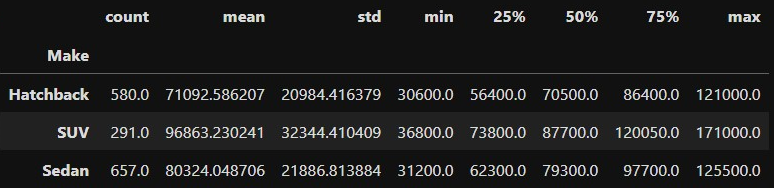 count mean std min 25% 50% 75% max
Make
Hatchback 580.0 71092.586207 20984.416379 30600.0 56400.0 70500.0 86400.0 121000.0
SUV 291.0 96863.230241 32344.410409 36800.0 73800.0 87700.0 120050.0 171000.0
Sedan 657.0 80324.048706 21886.813884 31200.0 62300.0 79300.0 97700.0 125500.0